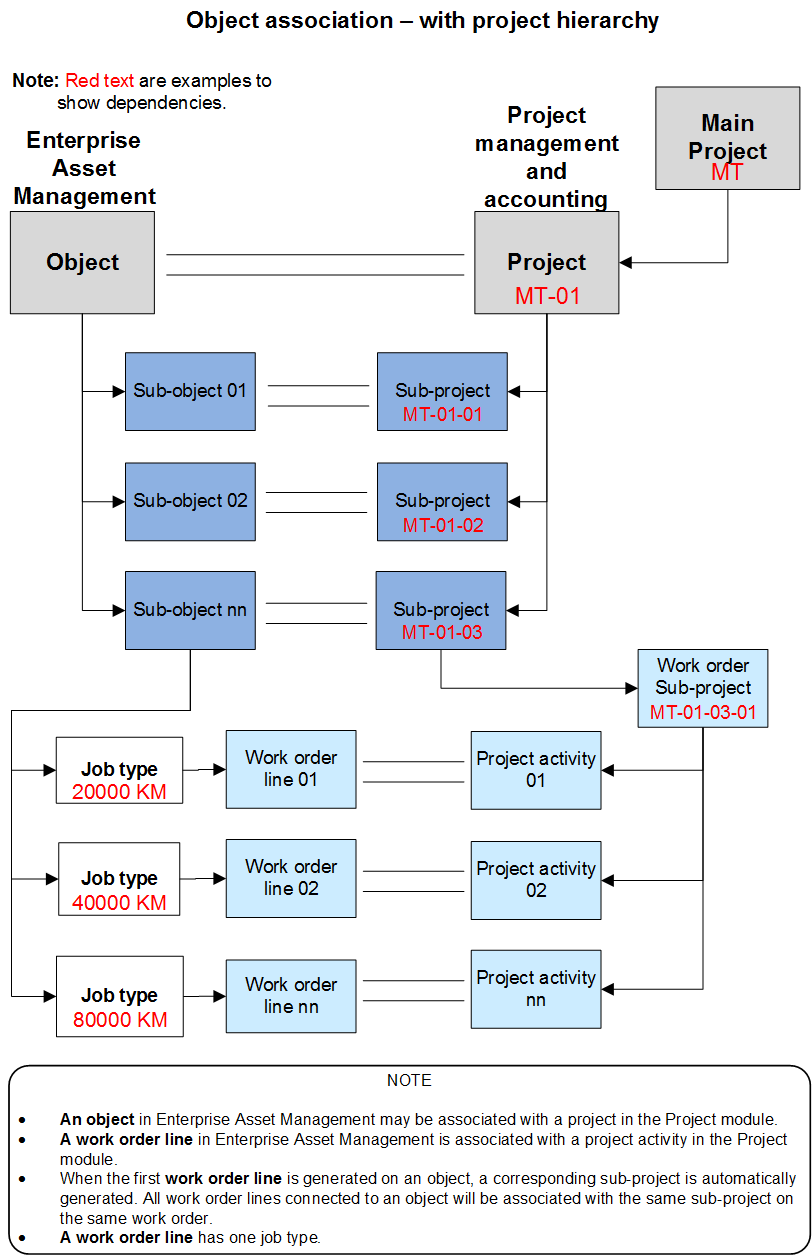 Object association – with project hierarchy
Note: Red text are examples to
show dependencies.
Enterprise
Asset
Management
Project
management
and
accounting
Main
Project
MT
Object
Project
MT-01
Sub-object 01
Sub-project
MT-01-01
Sub-object 02
Sub-project
MT-01-02
Sub-object nn
Sub-project
MT-01-03
Work order
Sub-project
MT-01-03-01
Job type
20000 KM
Work order
line 01
Project activity
01
Job type
40000 KM
Work order
line 02
Project activity
02
Job type
80000 KM
Work order
line nn
Project activity
nn
NOTE
• An object in Enterprise Asset Management may be associated with a project in the Project module.
• A work order line in Enterprise Asset Management is associated with a project activity in the Project
module.
• When the first work order line is generated on an object, a corresponding sub-project is automatically
generated. All work order lines connected to an object will be associated with the same sub-project on
the same work order.
• A work order line has one job type.